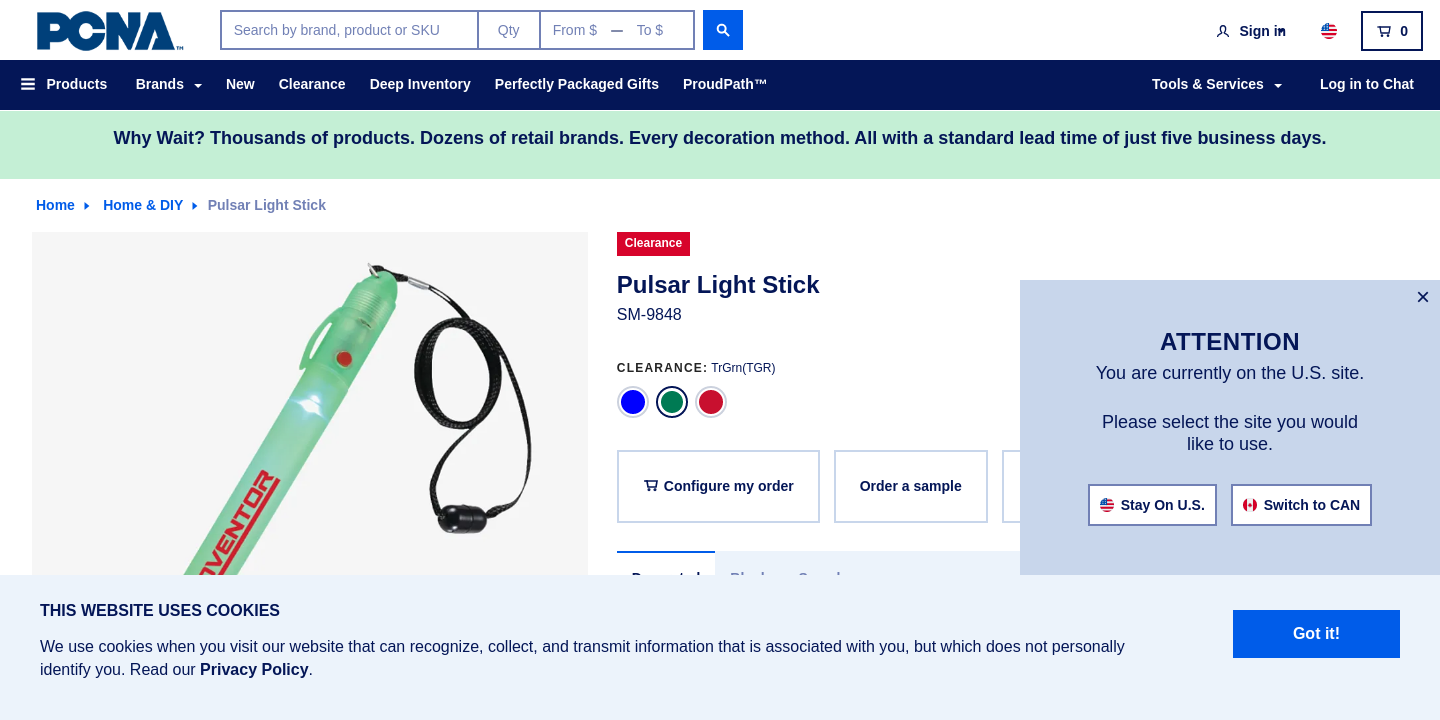 PCNA™
Search by brand, product or SKU
Qty
From $ — To $
Sign in
0
Products
Brands
New
Clearance
Deep Inventory
Perfectly Packaged Gifts
ProudPath™
Tools & Services
Log in to Chat
Why Wait? Thousands of products. Dozens of retail brands. Every decoration method. All with a standard lead time of just five business days.
Home
Home & DIY
Pulsar Light Stick
Clearance
Pulsar Light Stick
SM-9848
CLEARANCE: TrGrn(TGR)
Configure my order
Order a sample
ATTENTION
You are currently on the U.S. site.
Please select the site you would
like to use.
Stay On U.S.
Switch to CAN
THIS WEBSITE USES COOKIES
We use cookies when you visit our website that can recognize, collect, and transmit information that is associated with you, but which does not personally
identify you. Read our Privacy Policy.
Got it!